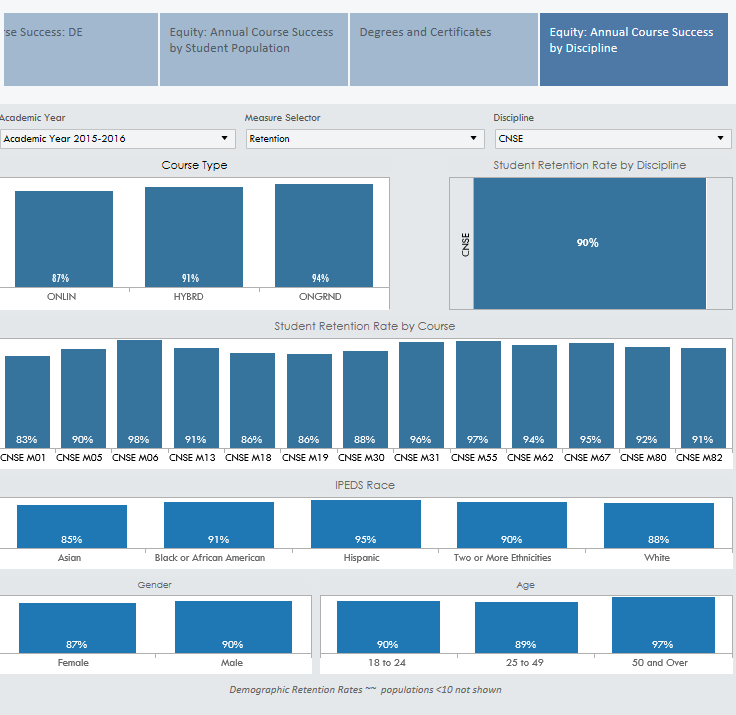 se Success: DE
Equity: Annual Course Success
by Student Population
Degrees and Certificates
Equity: Annual Course Success
by Discipline
Academic Year
Measure Selector
Discipline
Academic Year 2015-2016
Retention
CNSE
Course Type
87%
91%
94%
ONLIN
HYBRD
ONGRND
Student Retention Rate by Discipline
CNSE
90%
Student Retention Rate by Course
83%
90%
98%
91%
86%
86%
88%
96%
97%
94%
95%
92%
91%
CNSE M01
CNSE M05
CNSE M06
CNSE M13
CNSE M18
CNSE M19
CNSE M30
CNSE M31
CNSE M55
CNSE M62
CNSE M67
CNSE M80
CNSE M82
IPEDS Race
85%
91%
95%
90%
88%
Asian
Black or African American
Hispanic
Two or More Ethnicities
White
Gender
87%
90%
Female
Male
Age
90%
89%
97%
18 to 24
25 to 49
50 and Over
Demographic Retention Rates ~~ populations <10 not shown